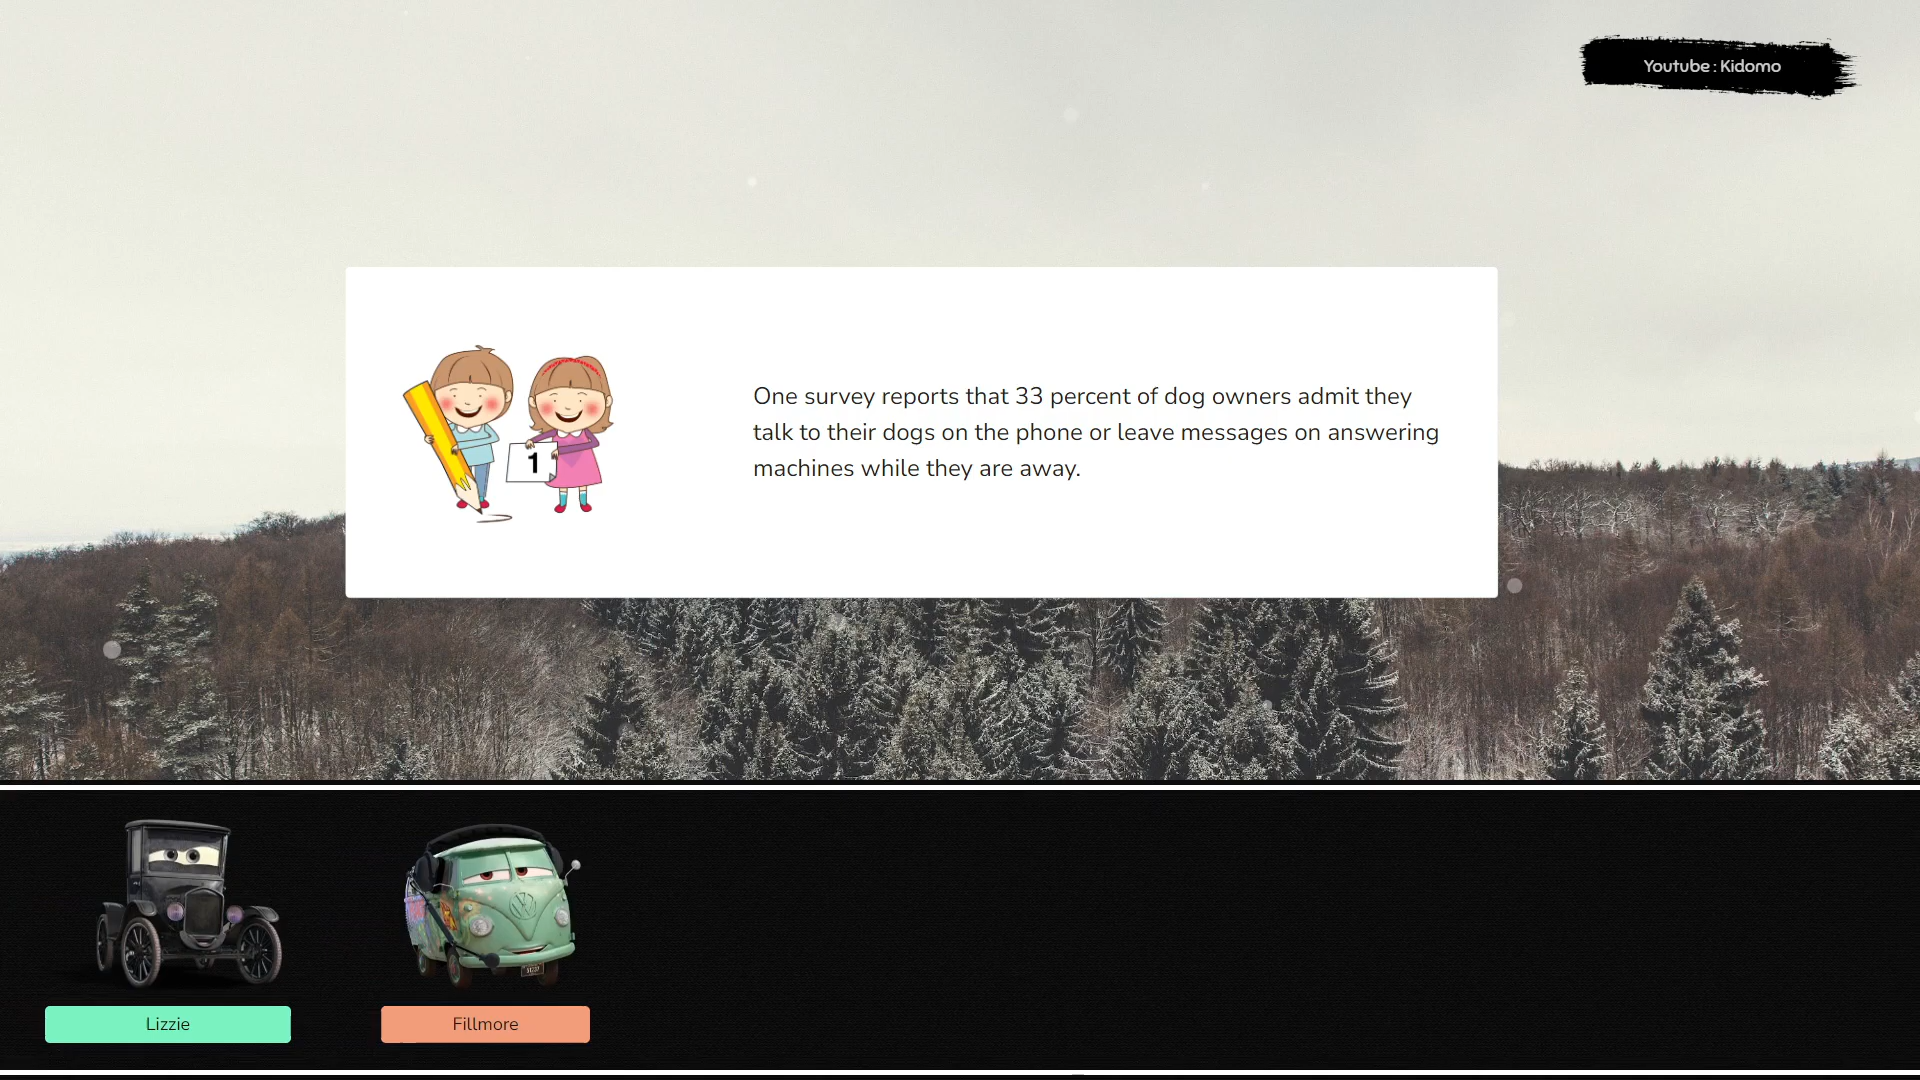 Youtube : Kidomo
One survey reports that 33 percent of dog owners admit they
talk to their dogs on the phone or leave messages on answering
machines while they are away.
1
Lizzie
Fillmore